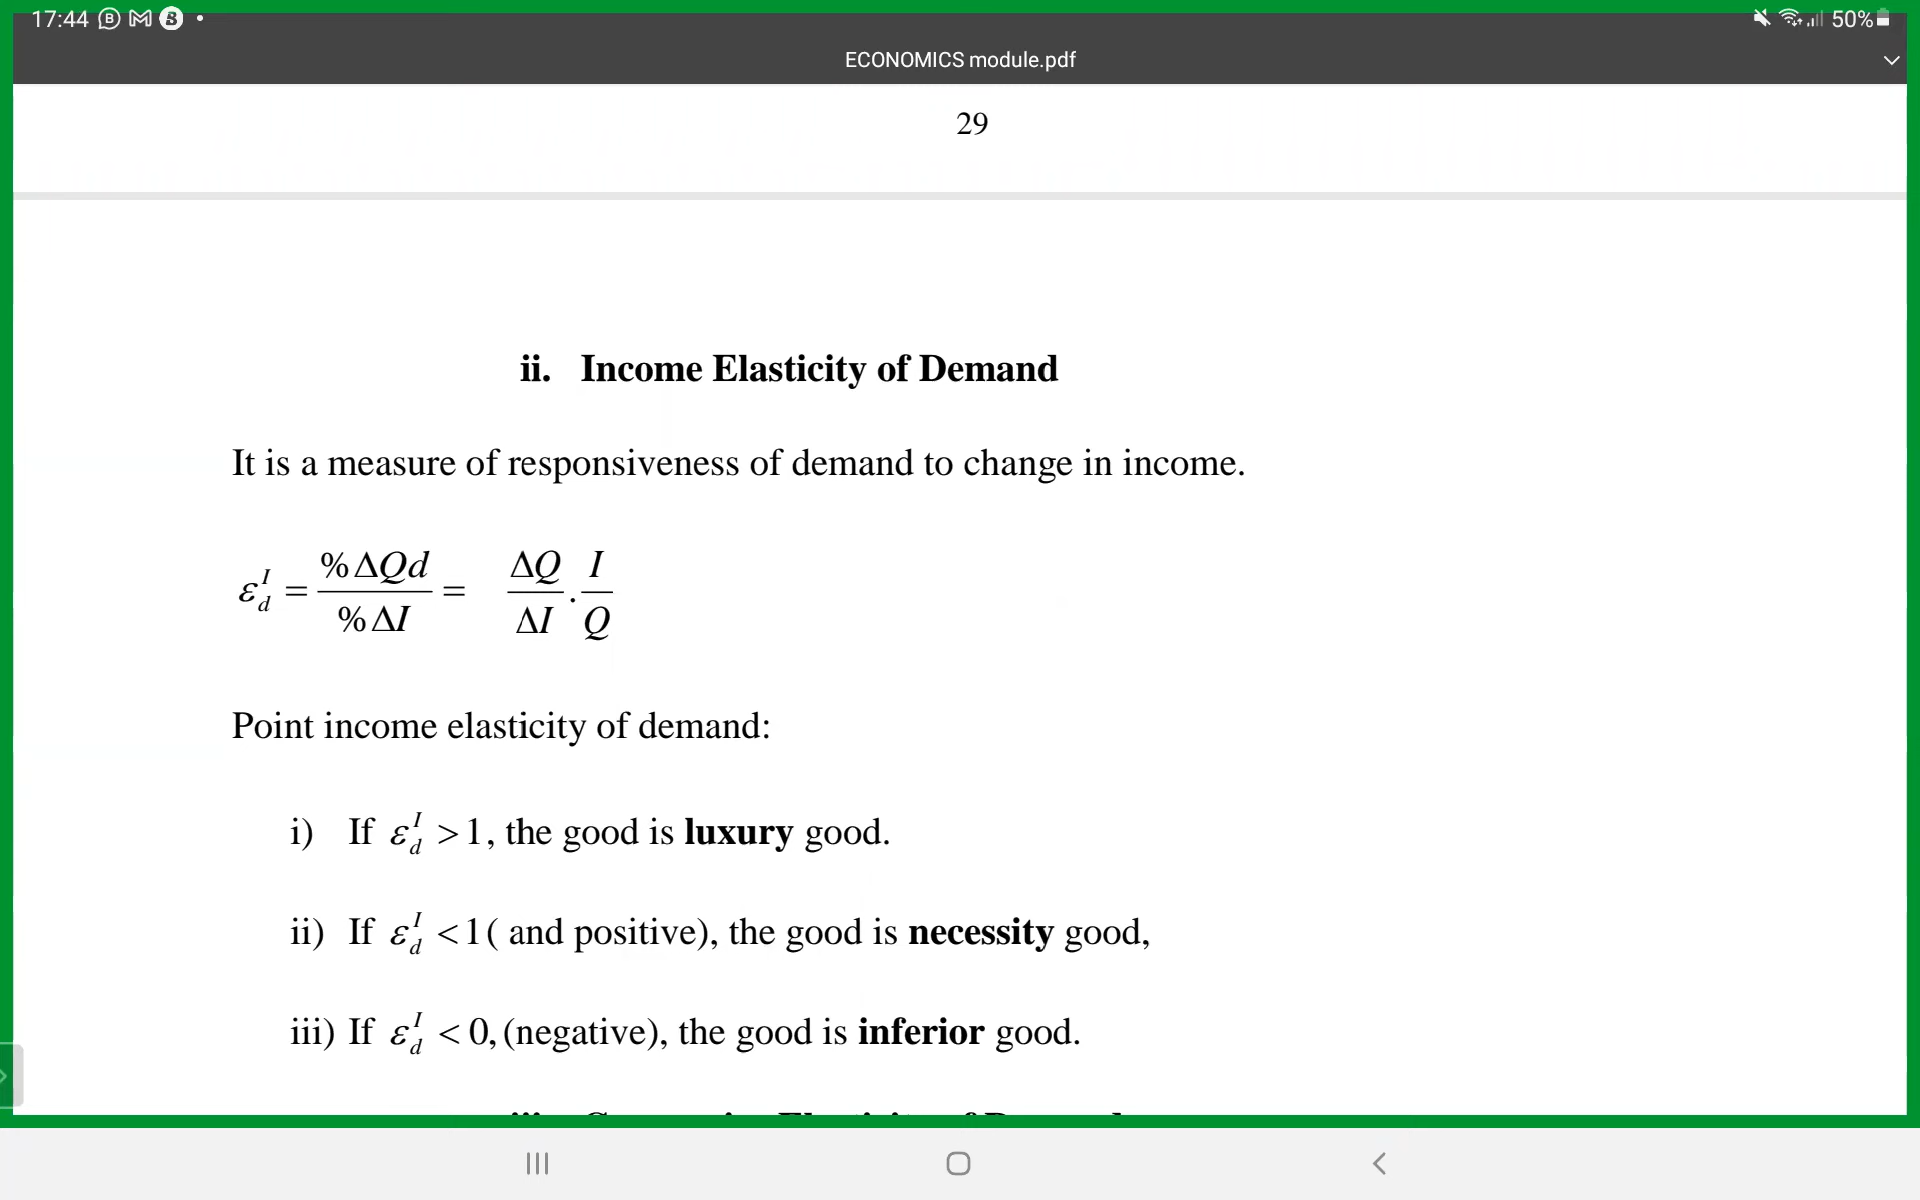 17:44
50%
ECONOMICS module.pdf
29
ii. Income Elasticity of Demand
It is a measure of responsiveness of demand to change in income.
ε_d^I = %ΔQd / %ΔI = ΔQ/ΔI . I/Q
Point income elasticity of demand:
i) If ε_d^I >1, the good is luxury good.
ii) If ε_d^I <1( and positive), the good is necessity good,
iii) If ε_d^I < 0, (negative), the good is inferior good.